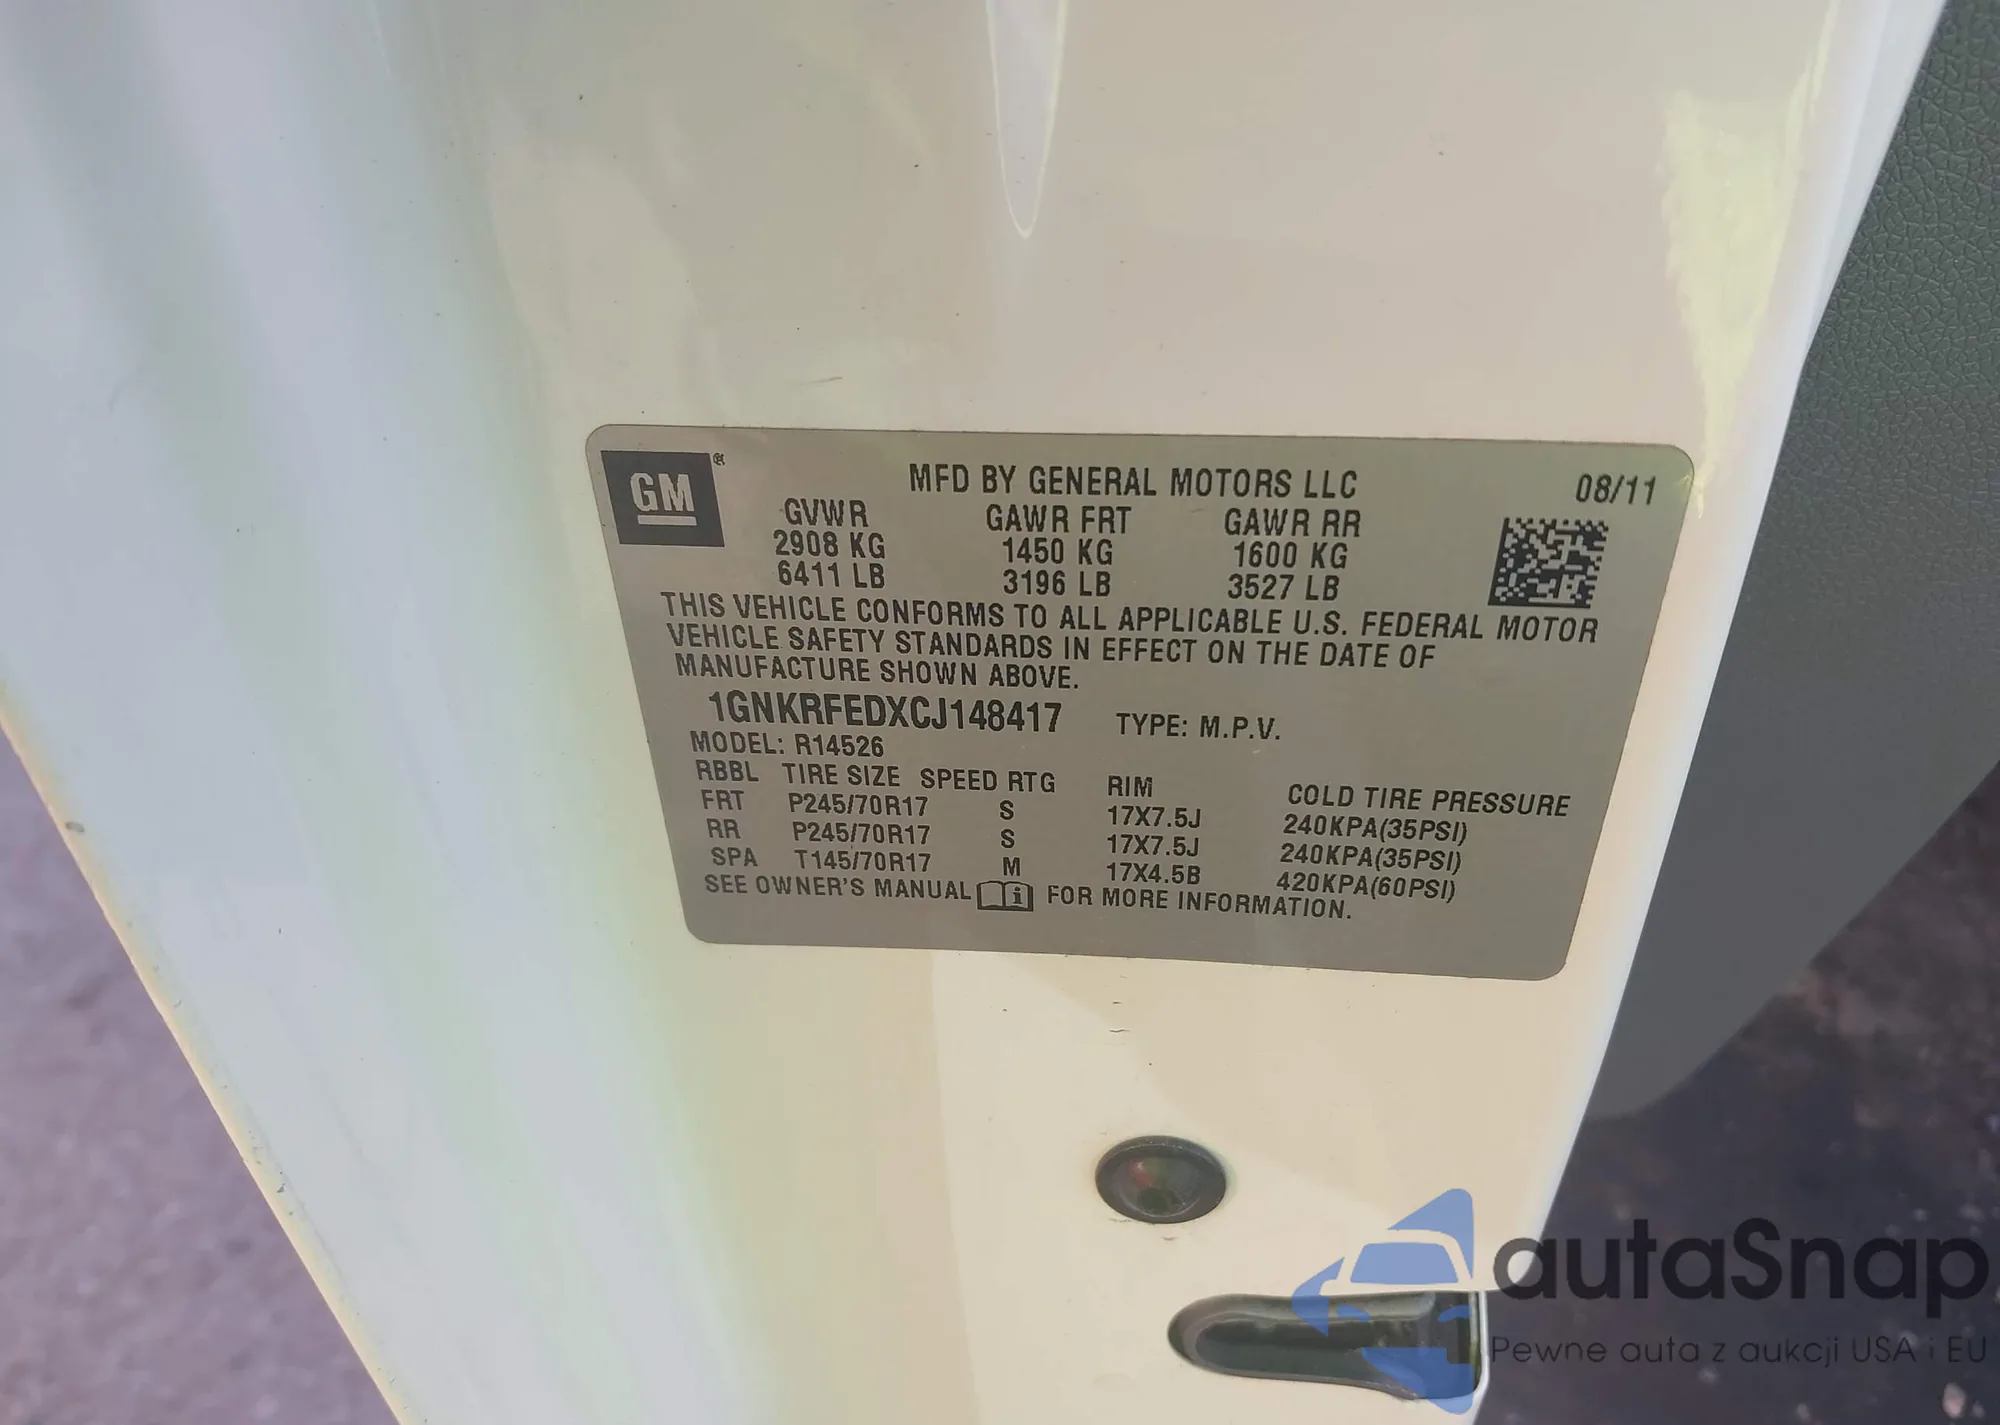 GM®
MFD BY GENERAL MOTORS LLC 08/11
GVWR GAWR FRT GAWR RR
2908 KG 1450 KG 1600 KG
6411 LB 3196 LB 3527 LB
THIS VEHICLE CONFORMS TO ALL APPLICABLE U.S. FEDERAL MOTOR
VEHICLE SAFETY STANDARDS IN EFFECT ON THE DATE OF
MANUFACTURE SHOWN ABOVE.
1GNKRFEDXCJ148417 TYPE: M.P.V.
MODEL: R14526
RBBL TIRE SIZE SPEED RTG RIM COLD TIRE PRESSURE
FRT P245/70R17 S 17X7.5J 240KPA(35PSI)
RR P245/70R17 S 17X7.5J 240KPA(35PSI)
SPA T145/70R17 M 17X4.5B 420KPA(60PSI)
SEE OWNER'S MANUAL i FOR MORE INFORMATION.
autaSnap
Pewne auta z aukcji USA i EU